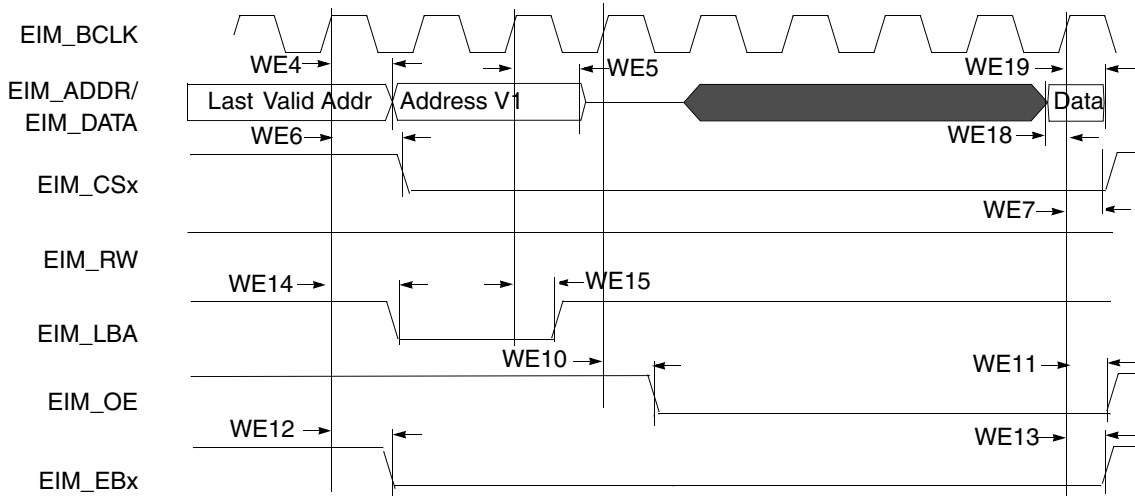 EIM_BCLK
WE4
WE5
WE19
EIM_ADDR/
EIM_DATA
Last Valid Addr
Address V1
Data
WE6
WE18
EIM_CSx
WE7
EIM_RW
WE14
WE15
EIM_LBA
WE10
WE11
EIM_OE
WE12
WE13
EIM_EBx